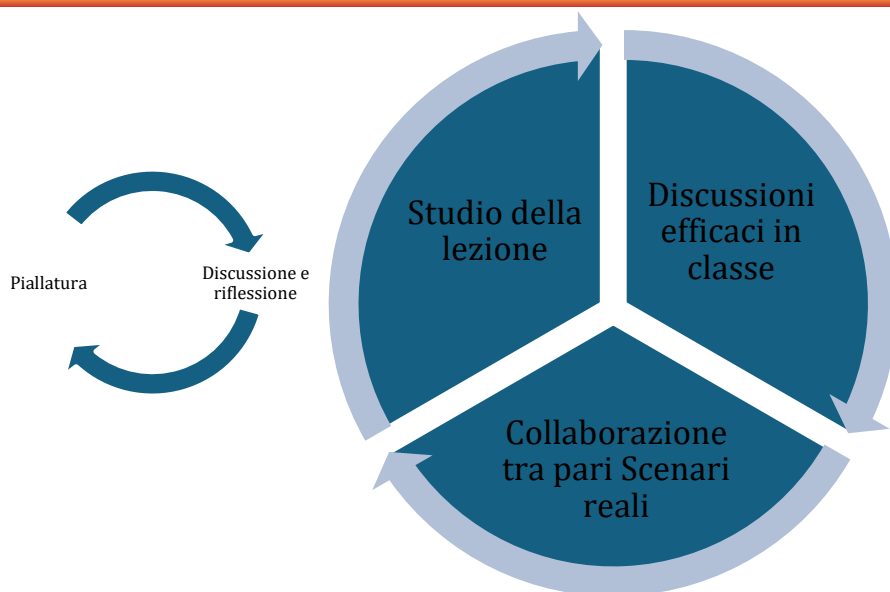 Piallatura
Discussione e
riflessione
Studio della
lezione
Discussioni
efficaci in
classe
Collaborazione
tra pari Scenari
reali